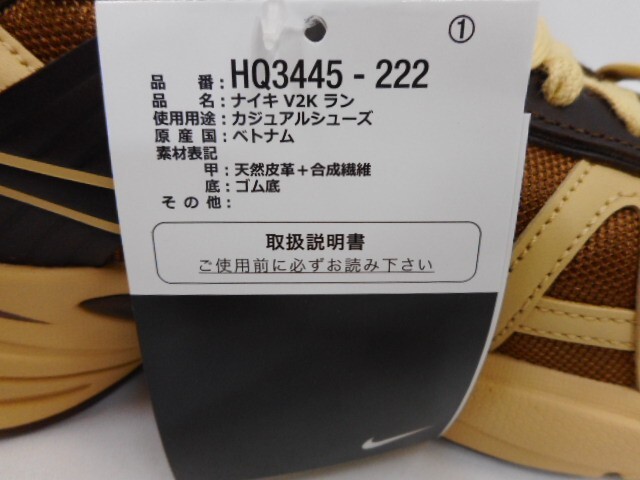 ①
品番：HQ3445-222
品名：ナイキ V2K ラン
使用用途：カジュアルシューズ
原産国：ベトナム
素材表記
甲：天然皮革＋合成繊維
底：ゴム底
その他：
取扱説明書
ご使用前に必ずお読み下さい